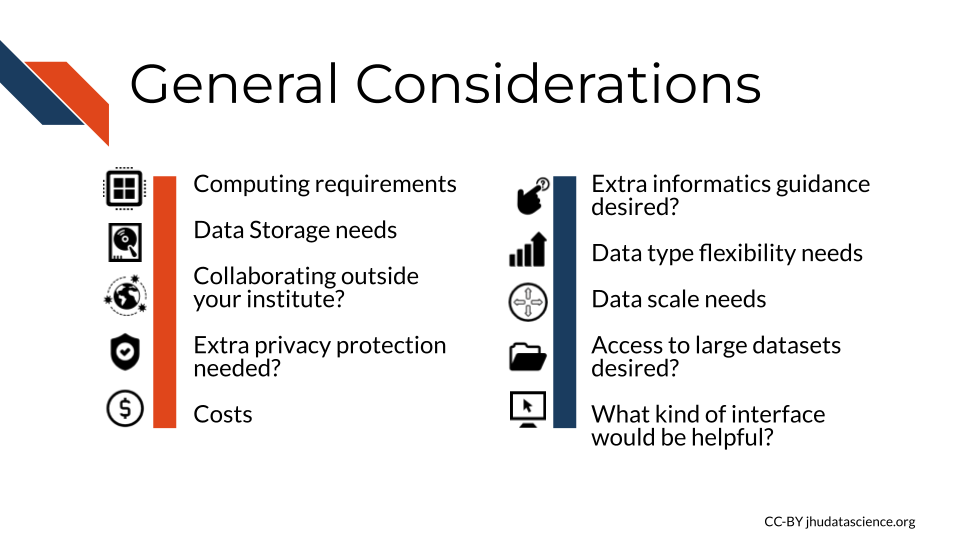 General Considerations
Computing requirements
Data Storage needs
Collaborating outside
your institute?
Extra privacy protection
needed?
Costs
Extra informatics guidance
desired?
Data type flexibility needs
Data scale needs
Access to large datasets
desired?
What kind of interface
would be helpful?
CC-BY jhudatascience.org